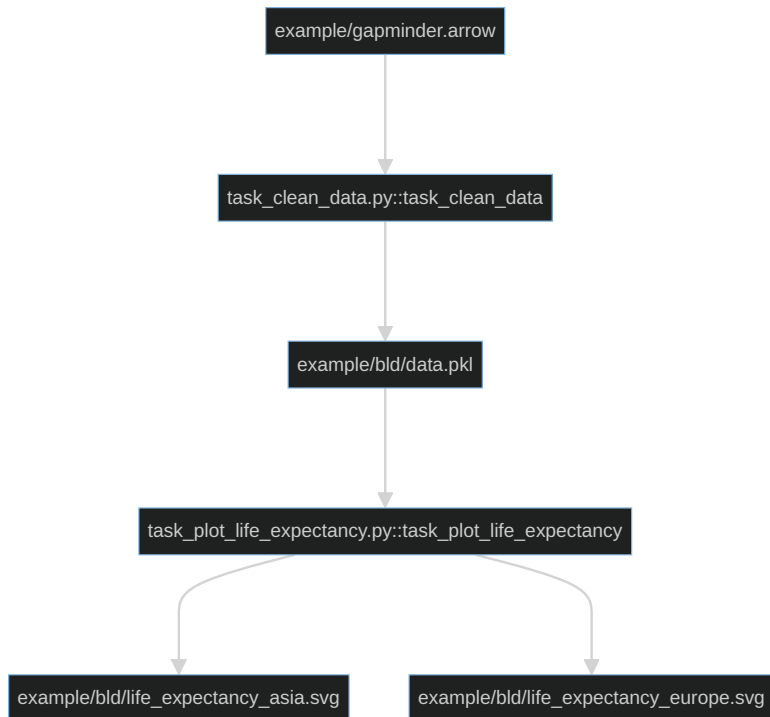 example/gapminder.arrow
task_clean_data.py::task_clean_data
example/bld/data.pkl
task_plot_life_expectancy.py::task_plot_life_expectancy
example/bld/life_expectancy_asia.svg
example/bld/life_expectancy_europe.svg